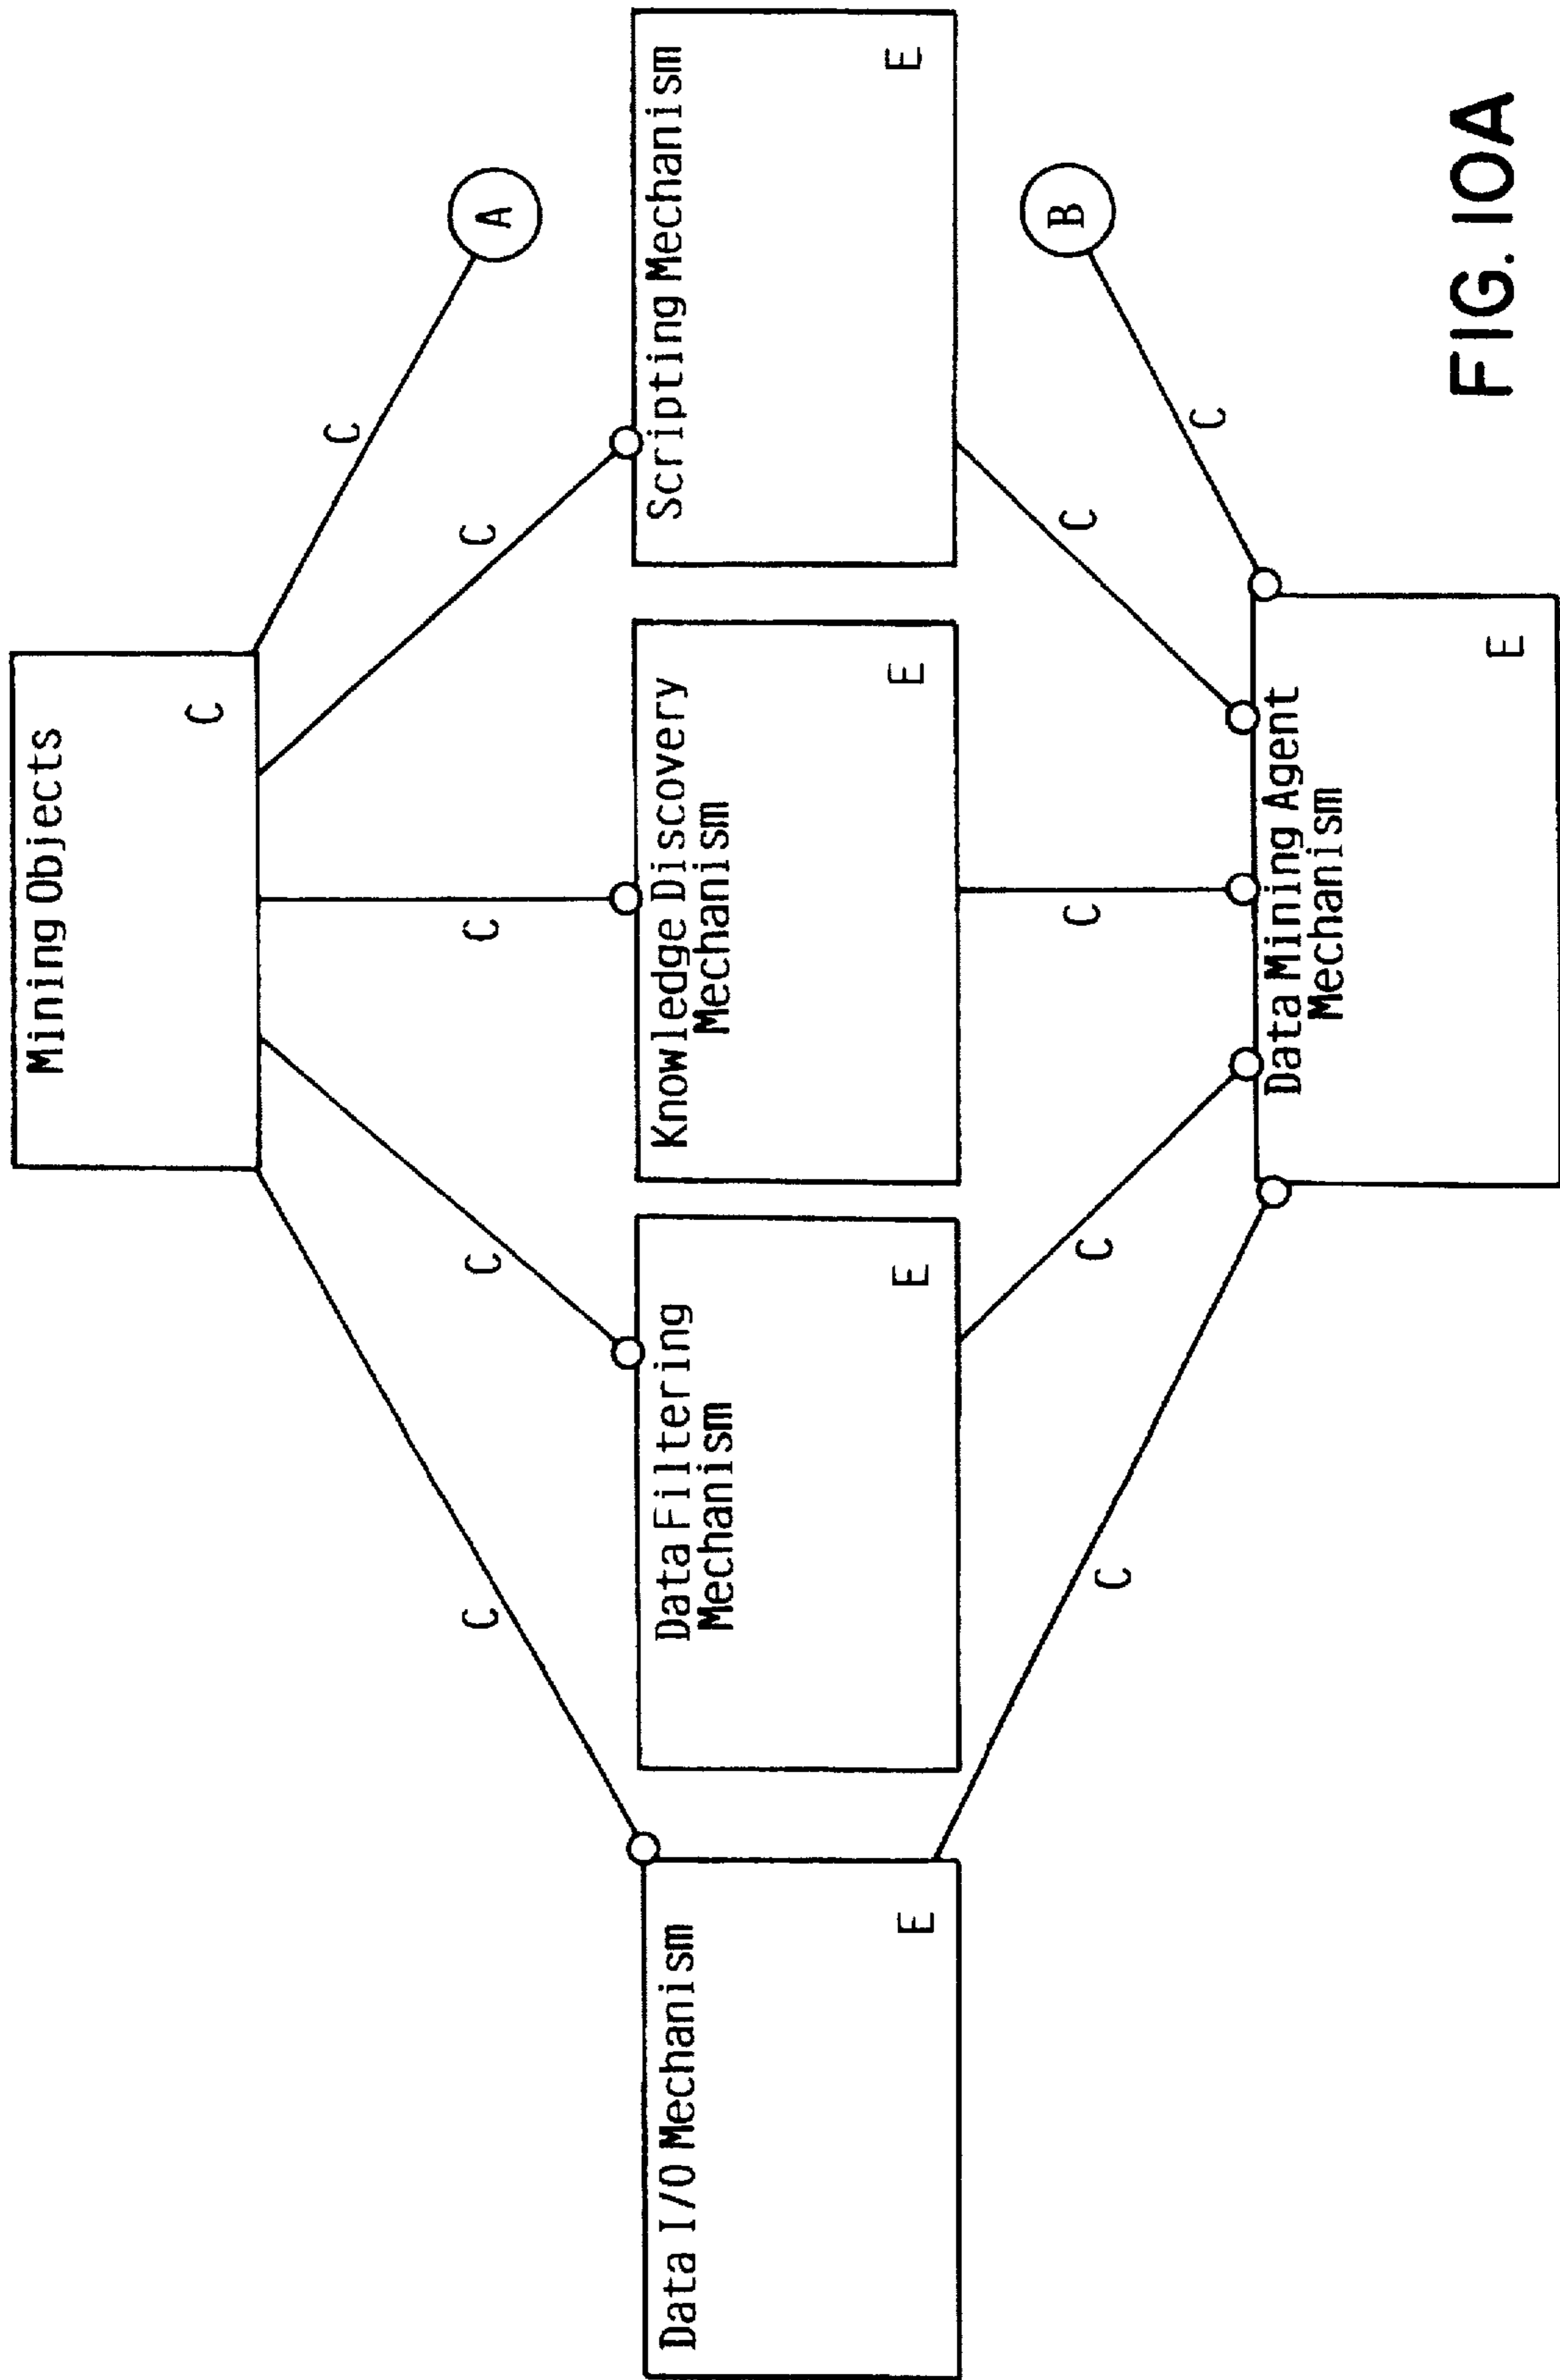 Mining Objects
C
C
C
C
C
C
A
Data I/O Mechanism
E
Data Filtering
Mechanism
E
Knowledge Discovery
Mechanism
E
Scripting Mechanism
E
C
C
C
C
C
B
Data Mining Agent
Mechanism
E
FIG. 10A